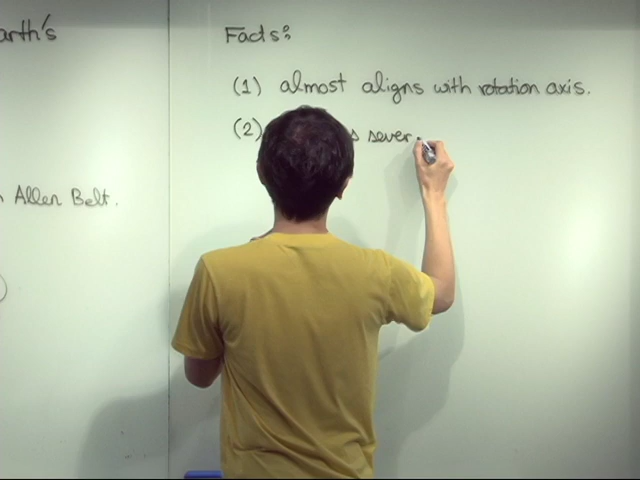 arth's
Allen Belt.
Facts:
(1) almost aligns with rotation axis.
(2) sever